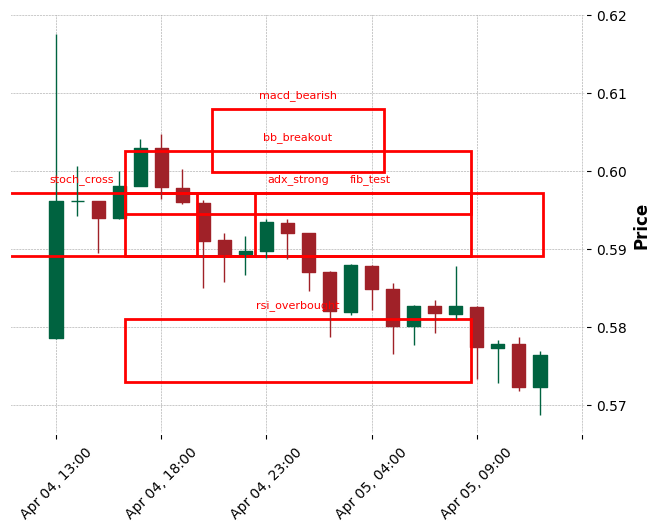 0.62
macd_bearish
0.61
bb_breakout
0.60
stoch_cross
adx_strong
fib_test
0.59
Price
rsi_overbought
0.58
0.57
Apr 04, 13:00
Apr 04, 18:00
Apr 04, 23:00
Apr 05, 04:00
Apr 05, 09:00